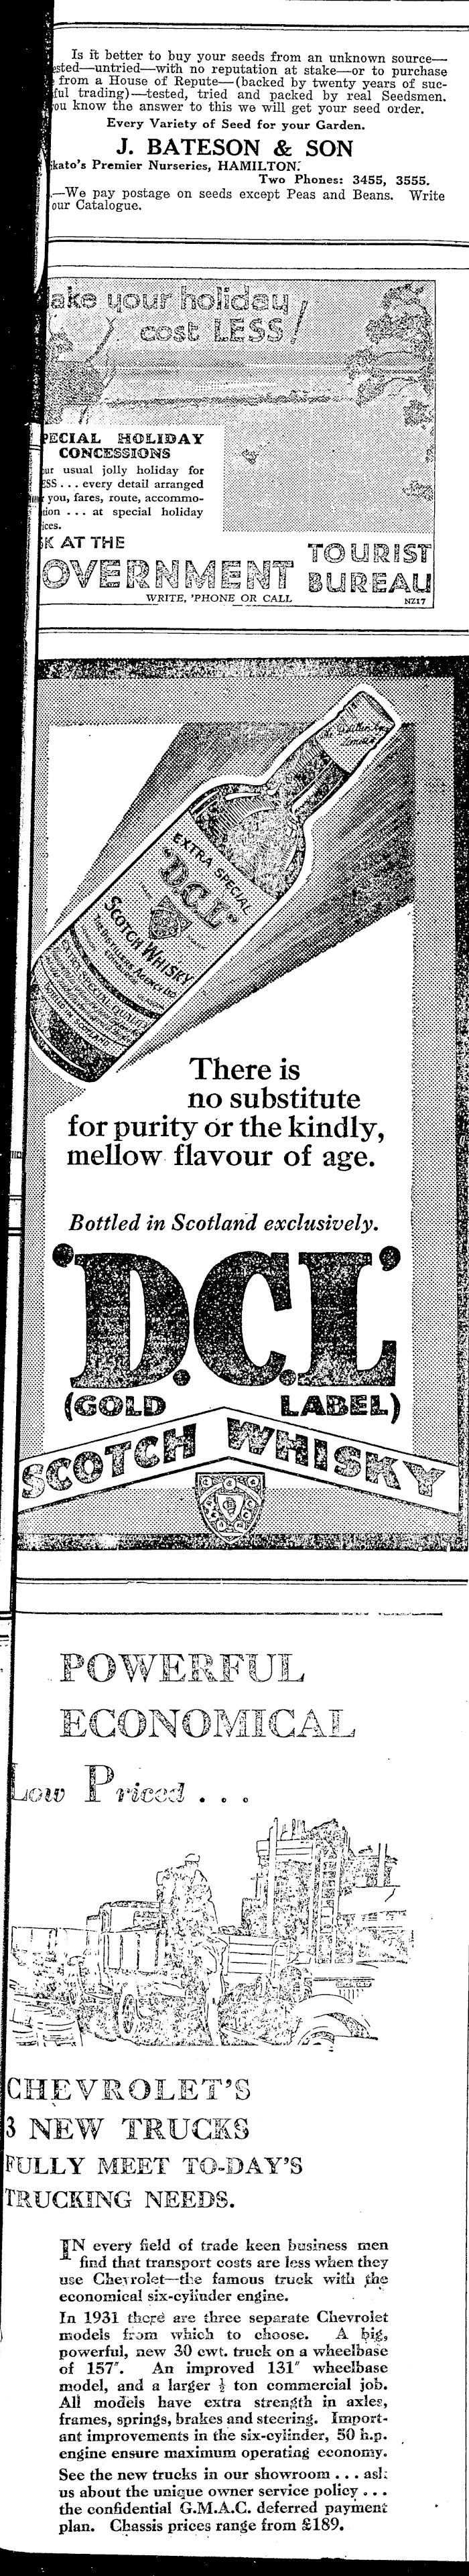 Is it better to buy your seeds from an unknown source—
sted—untried—with no reputation at stake—or to purchase
from a House of Repute—(backed by twenty years of suc-
ful trading)—tested, tried and packed by real Seedsmen.
ou know the answer to this we will get your seed order.
Every Variety of Seed for your Garden.
J. BATESON & SON
kato's Premier Nurseries, HAMILTON.
Two Phones: 3455, 3555.
.—We pay postage on seeds except Peas and Beans. Write
our Catalogue.
ake your holiday
cost LESS!
PECIAL HOLIDAY
CONCESSIONS
ur usual jolly holiday for
ESS . . . every detail arranged
you, fares, route, accommo-
tion . . . at special holiday
ices.
K AT THE
OVERNMENT TOURIST
BUREAU
WRITE, 'PHONE OR CALL
NZ17
EXTRA SPECIAL
"D.C.L"
SCOTCH WHISKY
THE DISTILLERS AGENCY LTD
EDINBURGH
EXTRA SPECIAL QUALITY
There is
no substitute
for purity or the kindly,
mellow flavour of age.
Bottled in Scotland exclusively.
'D.C.L'
(GOLD LABEL)
SCOTCH WHISKY
POWERFUL
ECONOMICAL
Low Priced . . .
CHEVROLET'S
3 NEW TRUCKS
FULLY MEET TO-DAY'S
TRUCKING NEEDS.
IN every field of trade keen business men
find that transport costs are less when they
use Chevrolet—the famous truck with the
economical six-cylinder engine.
In 1931 there are three separate Chevrolet
models from which to choose. A big,
powerful, new 30 cwt. truck on a wheelbase
of 157″. An improved 131″ wheelbase
model, and a larger ½ ton commercial job.
All models have extra strength in axles,
frames, springs, brakes and steering. Import-
ant improvements in the six-cylinder, 50 h.p.
engine ensure maximum operating economy.
See the new trucks in our showroom . . . ask
us about the unique owner service policy . . .
the confidential G.M.A.C. deferred payment
plan. Chassis prices range from £189.